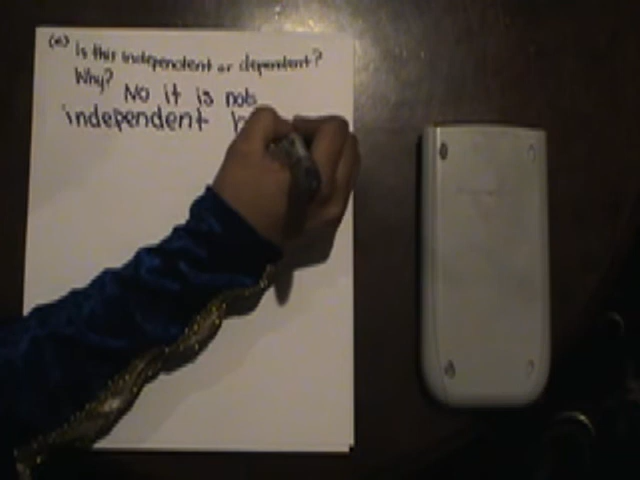 (a) Is this independent or dependent?
Why? No it is not
independent